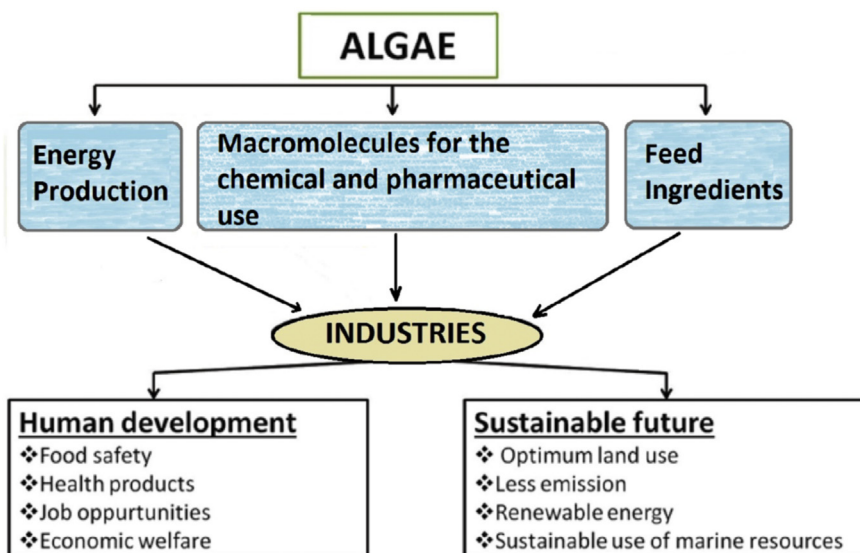 ALGAE
Energy
Production
Macromolecules for the
chemical and pharmaceutical
use
Feed
Ingredients
INDUSTRIES
Human development
❖Food safety
❖Health products
❖Job oppurtunities
❖Economic welfare
Sustainable future
❖ Optimum land use
❖Less emission
❖Renewable energy
❖Sustainable use of marine resources